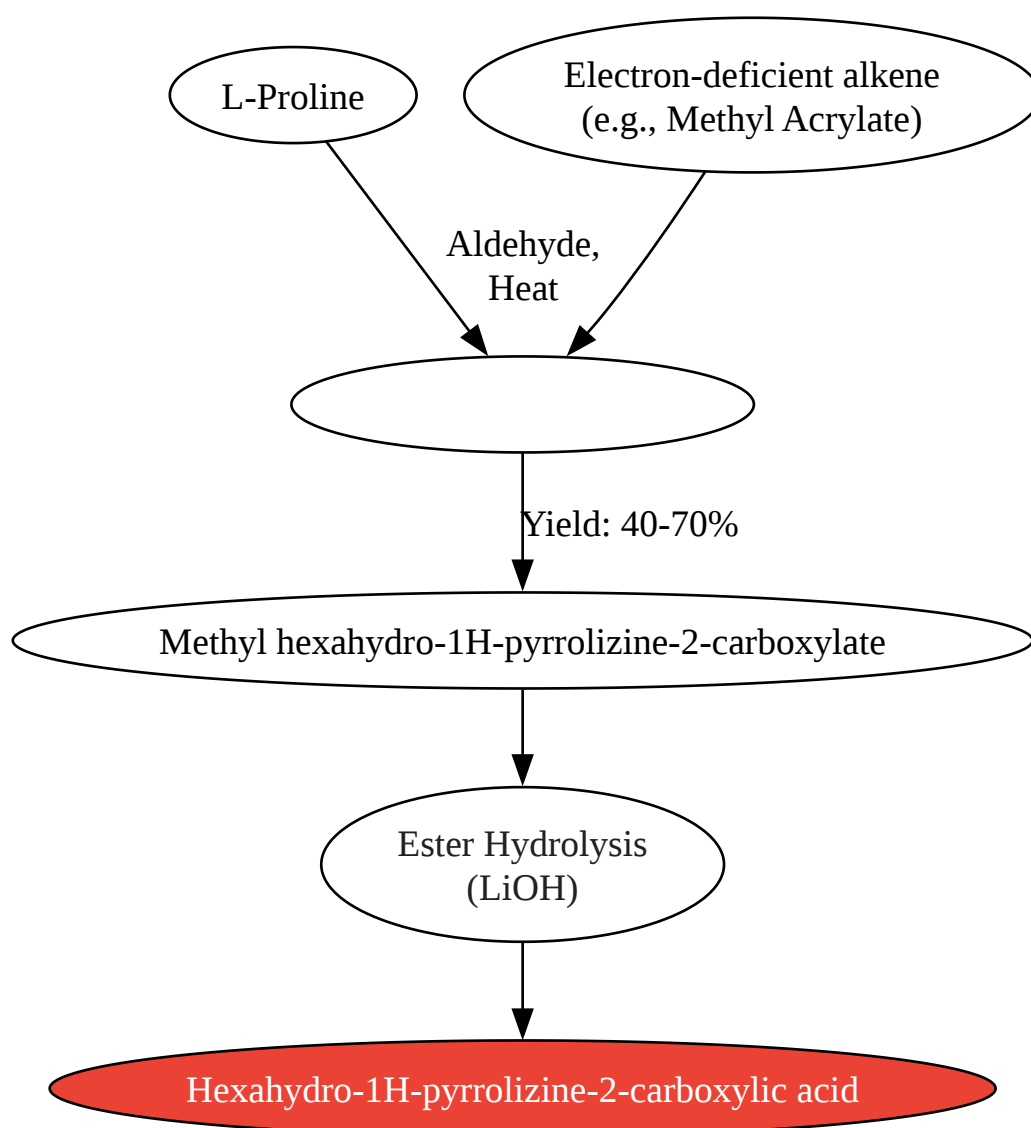 L-Proline
Electron-deficient alkene
(e.g., Methyl Acrylate)
Aldehyde,
Heat
Yield: 40-70%
Methyl hexahydro-1H-pyrrolizine-2-carboxylate
Ester Hydrolysis
(LiOH)
Hexahydro-1H-pyrrolizine-2-carboxylic acid